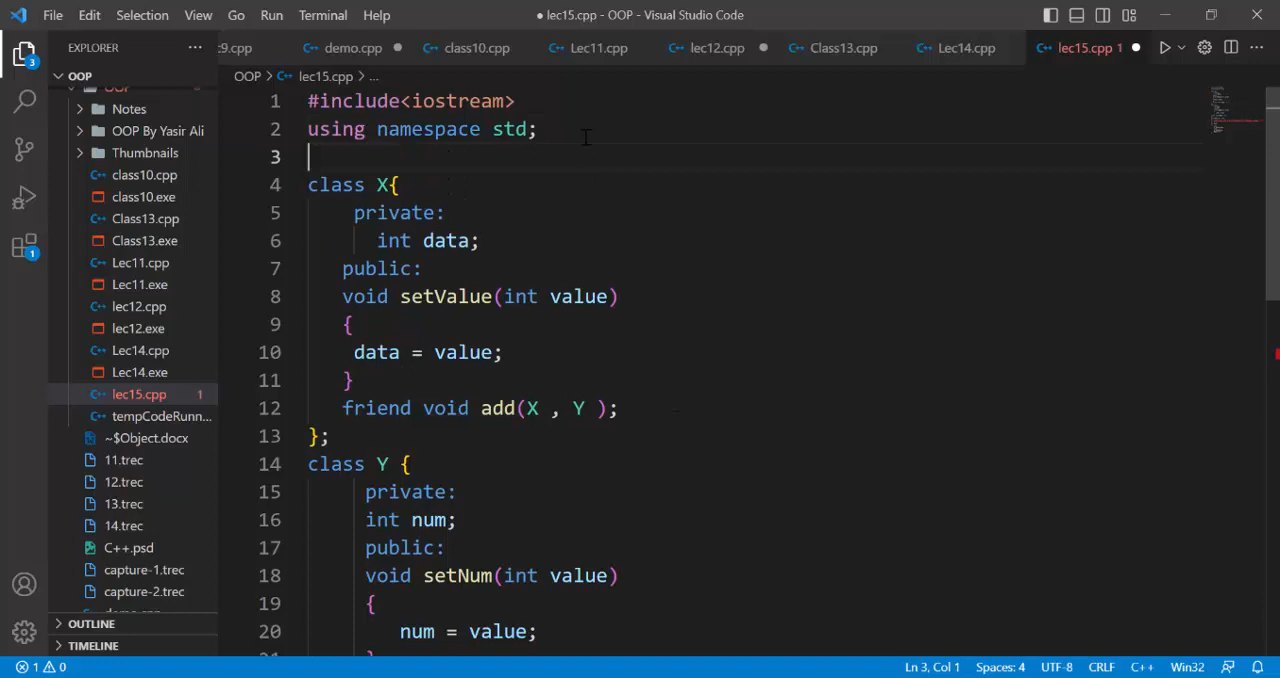 File Edit Selection View Go Run Terminal Help ● lec15.cpp - OOP - Visual Studio Code
EXPLORER ··· c9.cpp demo.cpp class10.cpp Lec11.cpp lec12.cpp Class13.cpp Lec14.cpp lec15.cpp 1 ···
OOP
OOP > lec15.cpp > ...
Notes
OOP By Yasir Ali
Thumbnails
class10.cpp
class10.exe
Class13.cpp
Class13.exe
Lec11.cpp
Lec11.exe
lec12.cpp
lec12.exe
Lec14.cpp
Lec14.exe
lec15.cpp 1
tempCodeRunn...
~$Object.docx
11.trec
12.trec
13.trec
14.trec
C++.psd
capture-1.trec
capture-2.trec
OUTLINE
TIMELINE
1 #include<iostream>
2 using namespace std;
3
4 class X{
5 private:
6 int data;
7 public:
8 void setValue(int value)
9 {
10 data = value;
11 }
12 friend void add(X , Y );
13 };
14 class Y {
15 private:
16 int num;
17 public:
18 void setNum(int value)
19 {
20 num = value;
3
1
1 0 Ln 3, Col 1 Spaces: 4 UTF-8 CRLF C++ Win32